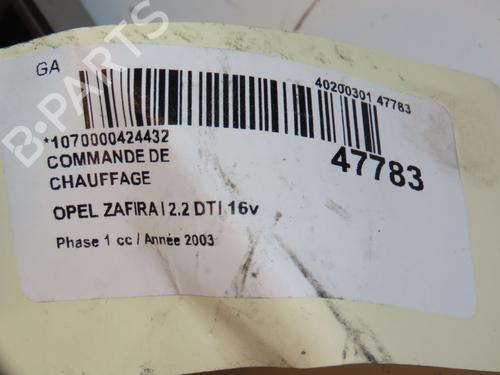 GA
40200301 47783
*1070000424432
47783
COMMANDE DE
CHAUFFAGE
OPEL ZAFIRA I 2.2 DTI 16v
Phase 1 cc / Année 2003
B-PARTS